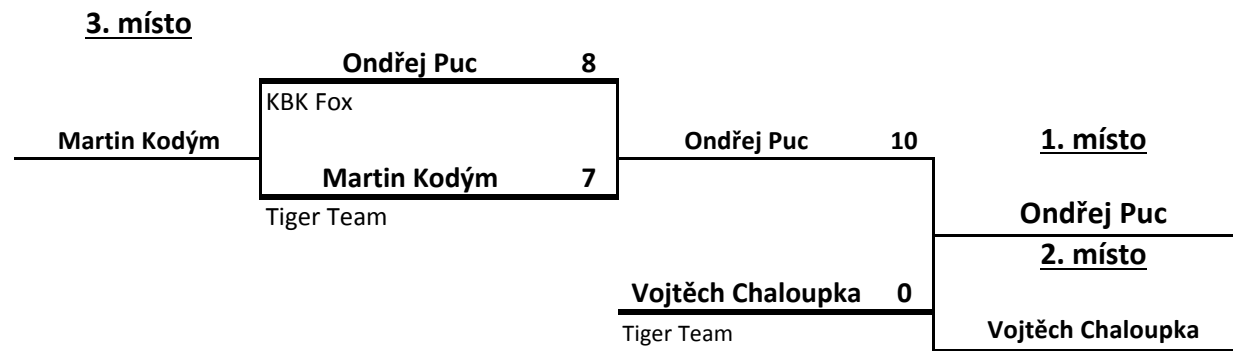 3. místo
Ondřej Puc 8
KBK Fox
Martin Kodým Ondřej Puc 10 1. místo
Martin Kodým 7
Tiger Team Ondřej Puc
2. místo
Vojtěch Chaloupka 0
Tiger Team Vojtěch Chaloupka